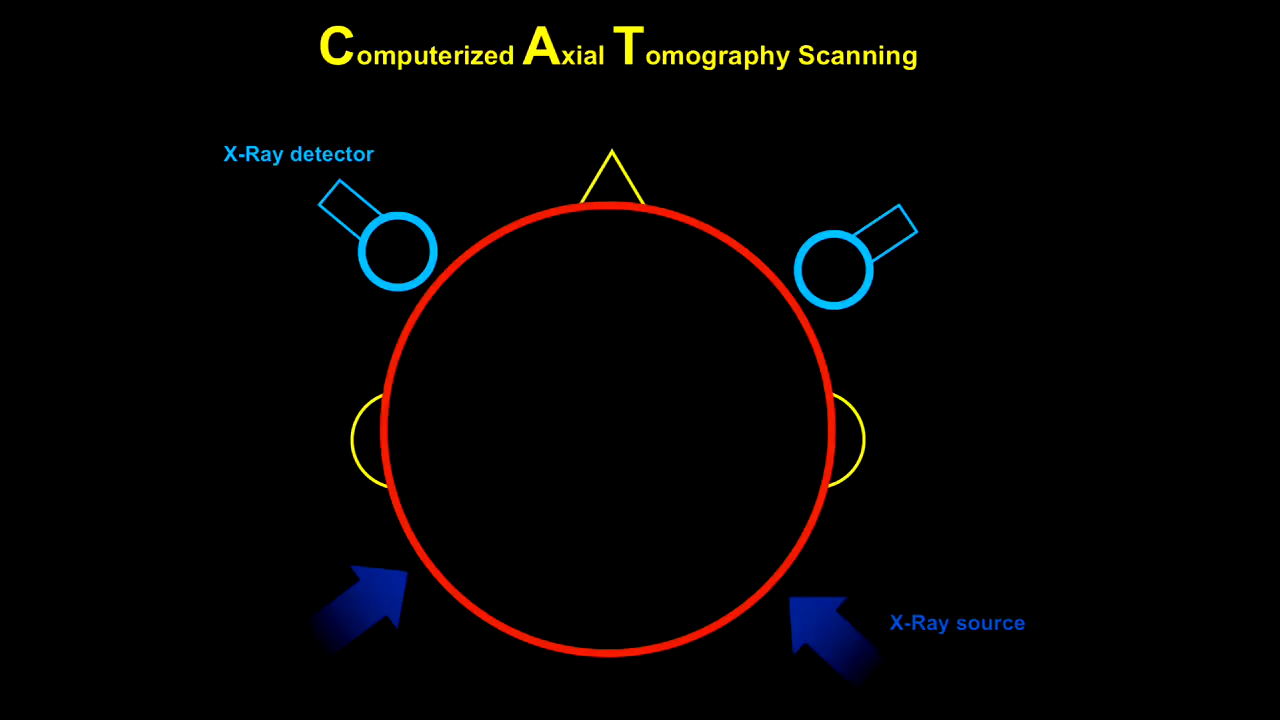 Computerized Axial Tomography Scanning
X-Ray detector
X-Ray source